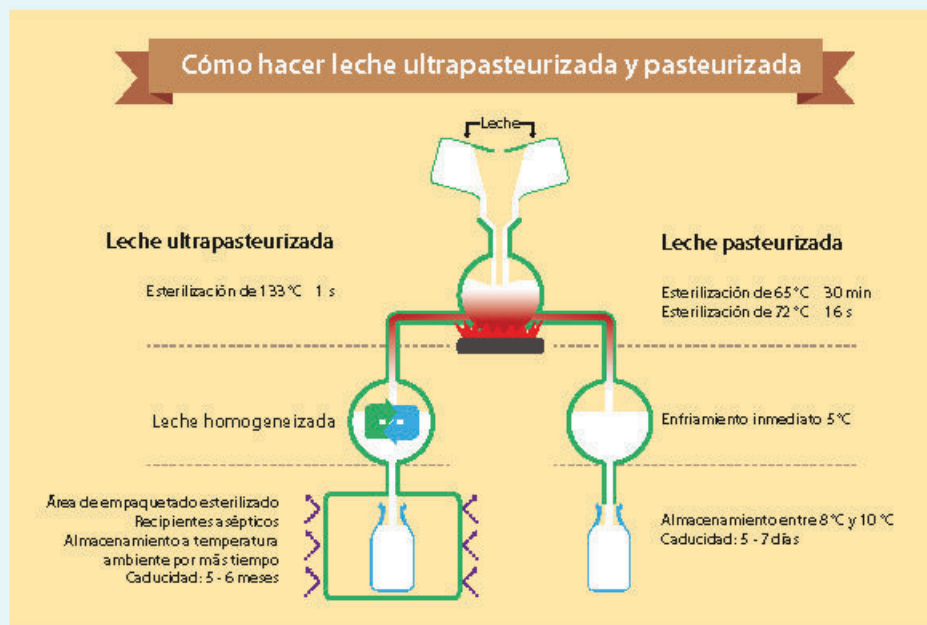 Cómo hacer leche ultrapasteurizada y pasteurizada
Leche
Leche ultrapasteurizada
Esterilización de 133 °C 1 s
Leche pasteurizada
Esterilización de 65 °C 30 min
Esterilización de 72 °C 16 s
Leche homogeneizada
Enfriamiento inmediato 5 °C
Área de empaquetado esterilizado
Recipientes asépticos
Almacenamiento a temperatura
ambiente por más tiempo
Caducidad: 5 - 6 meses
Almacenamiento entre 8 °C y 10 °C
Caducidad: 5 - 7 días